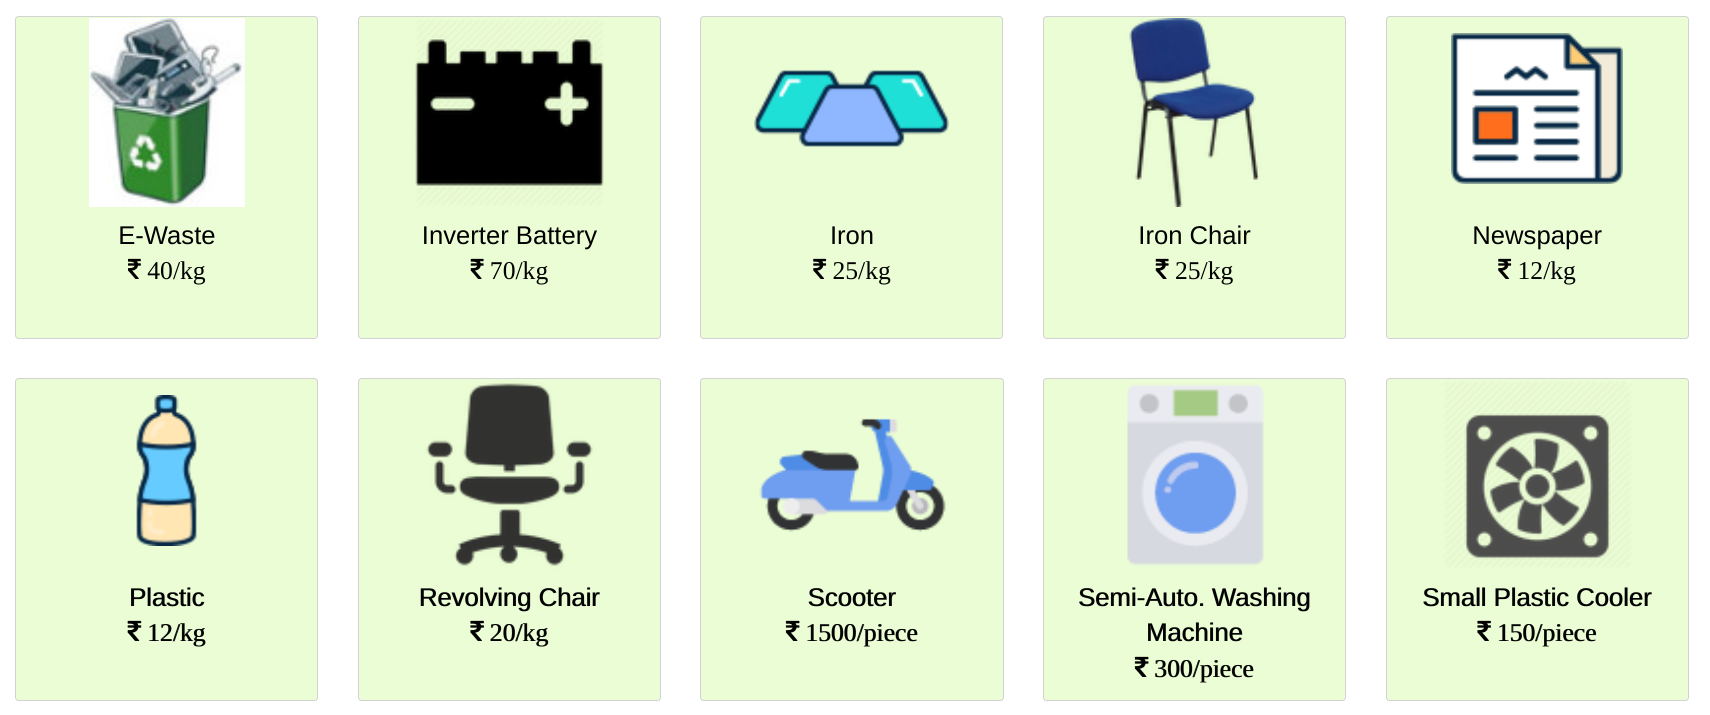 E-Waste
₹ 40/kg
Inverter Battery
₹ 70/kg
Iron
₹ 25/kg
Iron Chair
₹ 25/kg
Newspaper
₹ 12/kg
Plastic
₹ 12/kg
Revolving Chair
₹ 20/kg
Scooter
₹ 1500/piece
Semi-Auto. Washing
Machine
₹ 300/piece
Small Plastic Cooler
₹ 150/piece